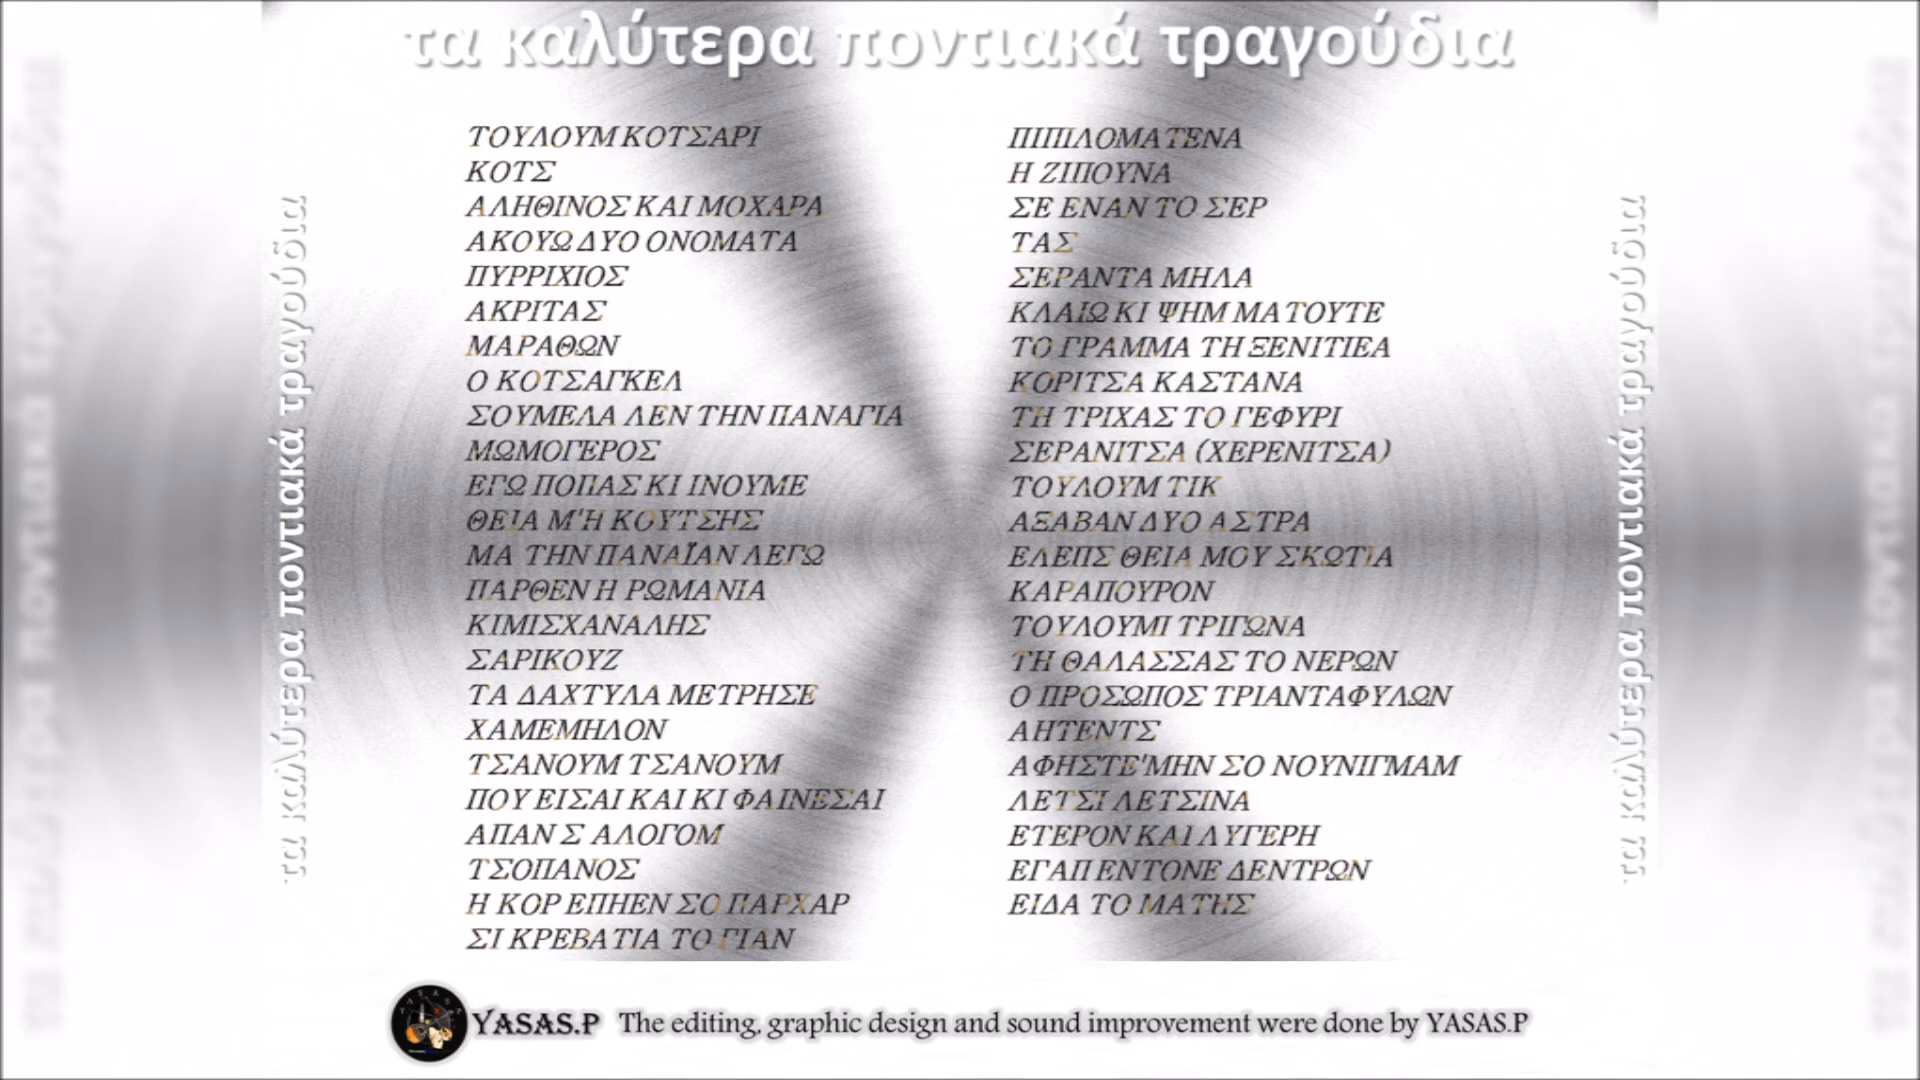 τα καλύτερα ποντιακά τραγούδια
ΤΟΥΛΟΥΜ ΚΟΤΣΑΡΙ
ΚΟΤΣ
ΑΛΗΘΙΝΟΣ ΚΑΙ ΜΟΧΑΡΑ
ΑΚΟΥΩ ΔΥΟ ΟΝΟΜΑΤΑ
ΠΥΡΡΙΧΙΟΣ
ΑΚΡΙΤΑΣ
ΜΑΡΑΘΩΝ
Ο ΚΟΤΣΑΓΚΕΛ
ΣΟΥΜΕΛΑ ΛΕΝ ΤΗΝ ΠΑΝΑΓΙΑ
ΜΩΜΟΓΕΡΟΣ
ΕΓΩ ΠΟΠΑΣ ΚΙ ΙΝΟΥΜΕ
ΘΕΙΑ Μ'Η ΚΟΥΤΣΗΣ
ΜΑ ΤΗΝ ΠΑΝΑΪΑΝ ΛΕΓΩ
ΠΑΡΘΕΝ Η ΡΩΜΑΝΙΑ
ΚΙΜΙΣΧΑΝΑΛΗΣ
ΣΑΡΙΚΟΥΖ
ΤΑ ΔΑΧΤΥΛΑ ΜΕΤΡΗΣΕ
ΧΑΜΕΜΗΛΟΝ
ΤΣΑΝΟΥΜ ΤΣΑΝΟΥΜ
ΠΟΥ ΕΙΣΑΙ ΚΑΙ ΚΙ ΦΑΙΝΕΣΑΙ
ΑΠΑΝ Σ ΑΛΟΓΟΜ
ΤΣΟΠΑΝΟΣ
Η ΚΟΡ ΕΠΗΕΝ ΣΟ ΠΑΡΧΑΡ
ΣΙ ΚΡΕΒΑΤΙΑ ΤΟ ΓΙΑΝ
ΠΙΠΙΛΟΜΑΤΕΝΑ
Η ΖΙΠΟΥΝΑ
ΣΕ ΕΝΑΝ ΤΟ ΣΕΡ
ΤΑΣ
ΣΕΡΑΝΤΑ ΜΗΛΑ
ΚΛΑΙΩ ΚΙ ΨΗΜ ΜΑΤΟΥΤΕ
ΤΟ ΓΡΑΜΜΑ ΤΗ ΞΕΝΙΤΙΕΑ
ΚΟΡΙΤΣΑ ΚΑΣΤΑΝΑ
ΤΗ ΤΡΙΧΑΣ ΤΟ ΓΕΦΥΡΙ
ΣΕΡΑΝΙΤΣΑ (ΧΕΡΕΝΙΤΣΑ)
ΤΟΥΛΟΥΜ ΤΙΚ
ΑΞΑΒΑΝ ΔΥΟ ΑΣΤΡΑ
ΕΛΕΠΣ ΘΕΙΑ ΜΟΥ ΣΚΩΤΙΑ
ΚΑΡΑΠΟΥΡΟΝ
ΤΟΥΛΟΥΜΙ ΤΡΙΓΩΝΑ
ΤΗ ΘΑΛΑΣΣΑΣ ΤΟ ΝΕΡΩΝ
Ο ΠΡΟΣΩΠΟΣ ΤΡΙΑΝΤΑΦΥΛΩΝ
ΑΗΤΕΝΤΣ
ΑΦΗΣΤΕ'ΜΗΝ ΣΟ ΝΟΥΝΙΓΜΑΜ
ΛΕΤΣΙ ΛΕΤΣΙΝΑ
ΕΤΕΡΟΝ ΚΑΙ ΛΥΓΕΡΗ
ΕΓΑΠ ΕΝΤΟΝΕ ΔΕΝΤΡΩΝ
ΕΙΔΑ ΤΟ ΜΑΤΗΣ
τα καλύτερα ποντιακά τραγούδια
τα καλύτερα ποντιακά τραγούδια
YASAS.P The editing, graphic design and sound improvement were done by YASAS.P